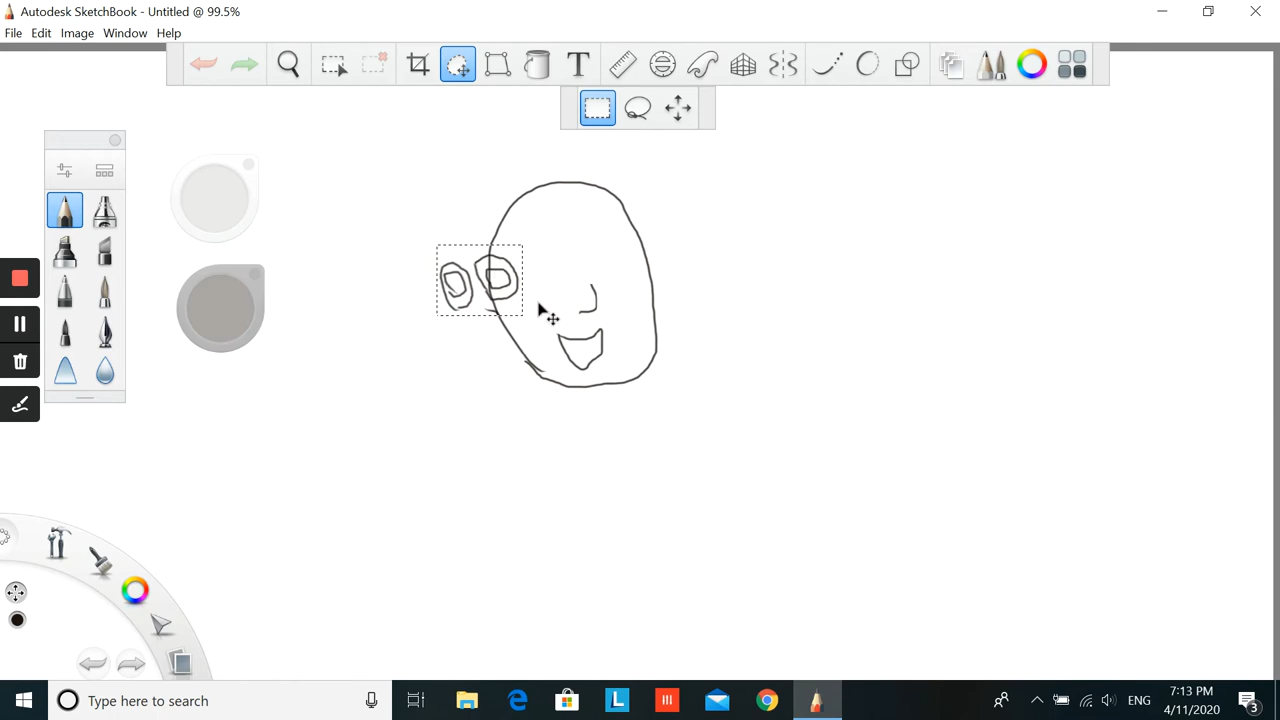 Autodesk SketchBook - Untitled @ 99.5%
File Edit Image Window Help
T
Type here to search
L
ENG
7:13 PM
4/11/2020
3